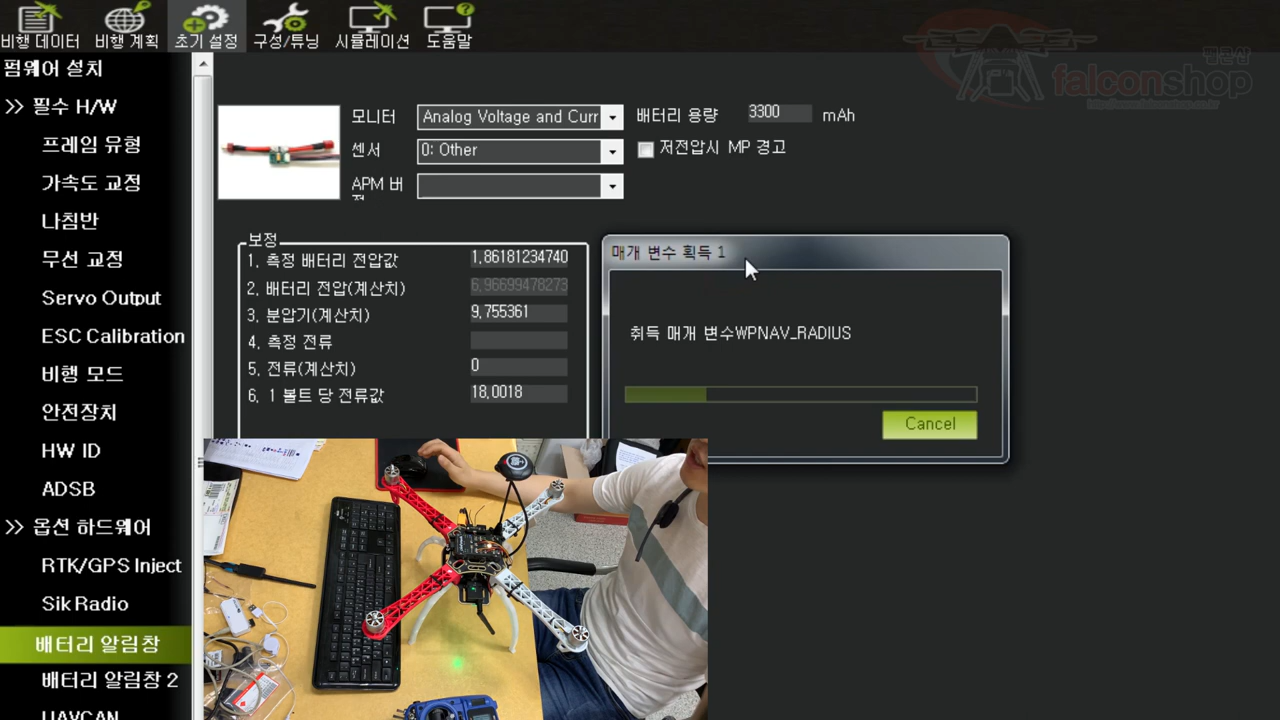 비행 데이터
비행 계획
초기 설정
구성/튜닝
시뮬레이션
도움말
팰콘샵
falconshop
펌웨어 설치
>> 필수 H/W
프레임 유형
가속도 교정
나침반
무선 교정
Servo Output
ESC Calibration
비행 모드
안전장치
HW ID
ADSB
>> 옵션 하드웨어
RTK/GPS Inject
Sik Radio
배터리 알림창
배터리 알림창 2
UAVCAN
모니터
Analog Voltage and Curr
배터리 용량
3300
mAh
센서
0: Other
저전압시 MP 경고
APM 버
전
보정
1. 측정 배터리 전압값
1.86181234740
2. 배터리 전압(계산치)
6.96699478273
3. 분압기(계산치)
9.755361
4. 측정 전류
5. 전류(계산치)
0
6. 1 볼트 당 전류값
18.0018
매개 변수 획득 1
취득 매개 변수WPNAV_RADIUS
Cancel